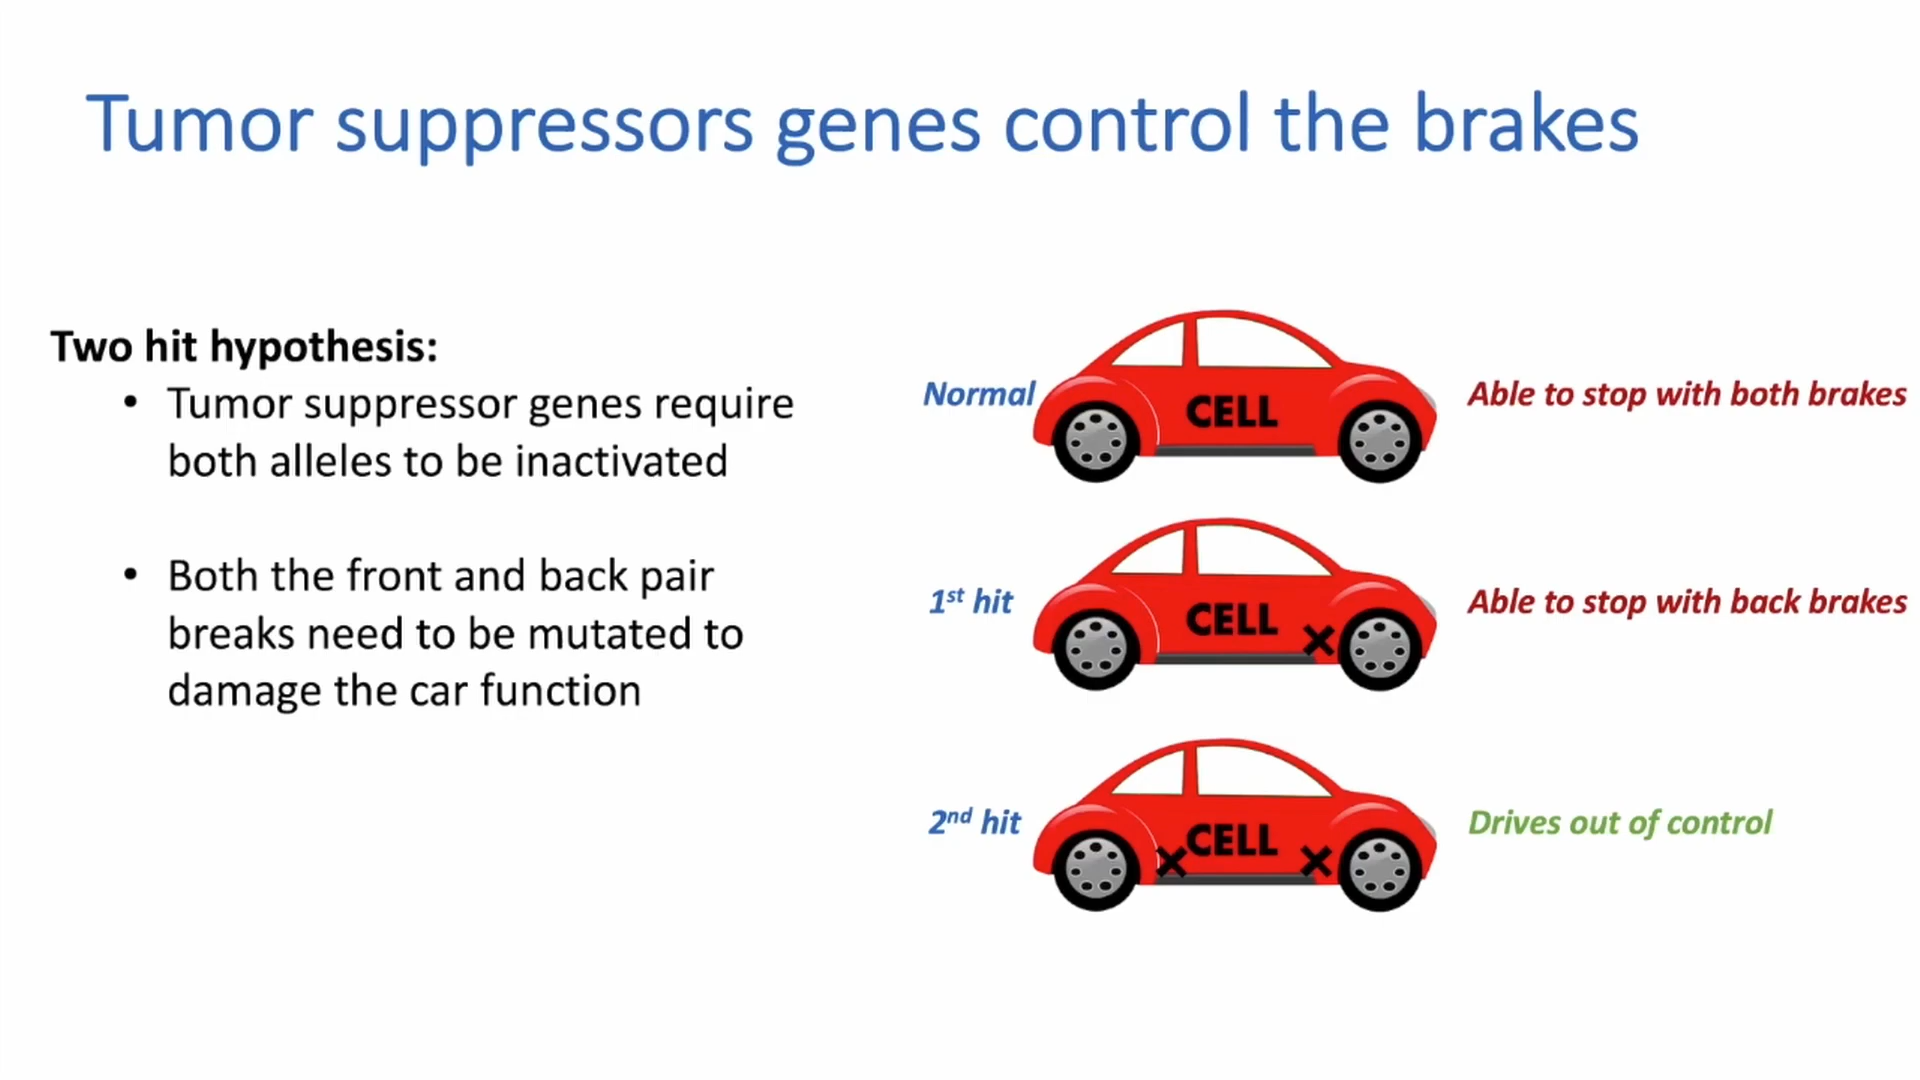 Tumor suppressors genes control the brakes
Two hit hypothesis:
• Tumor suppressor genes require
both alleles to be inactivated
• Both the front and back pair
breaks need to be mutated to
damage the car function
Normal
CELL
Able to stop with both brakes
1st hit
CELL
Able to stop with back brakes
2nd hit
CELL
Drives out of control